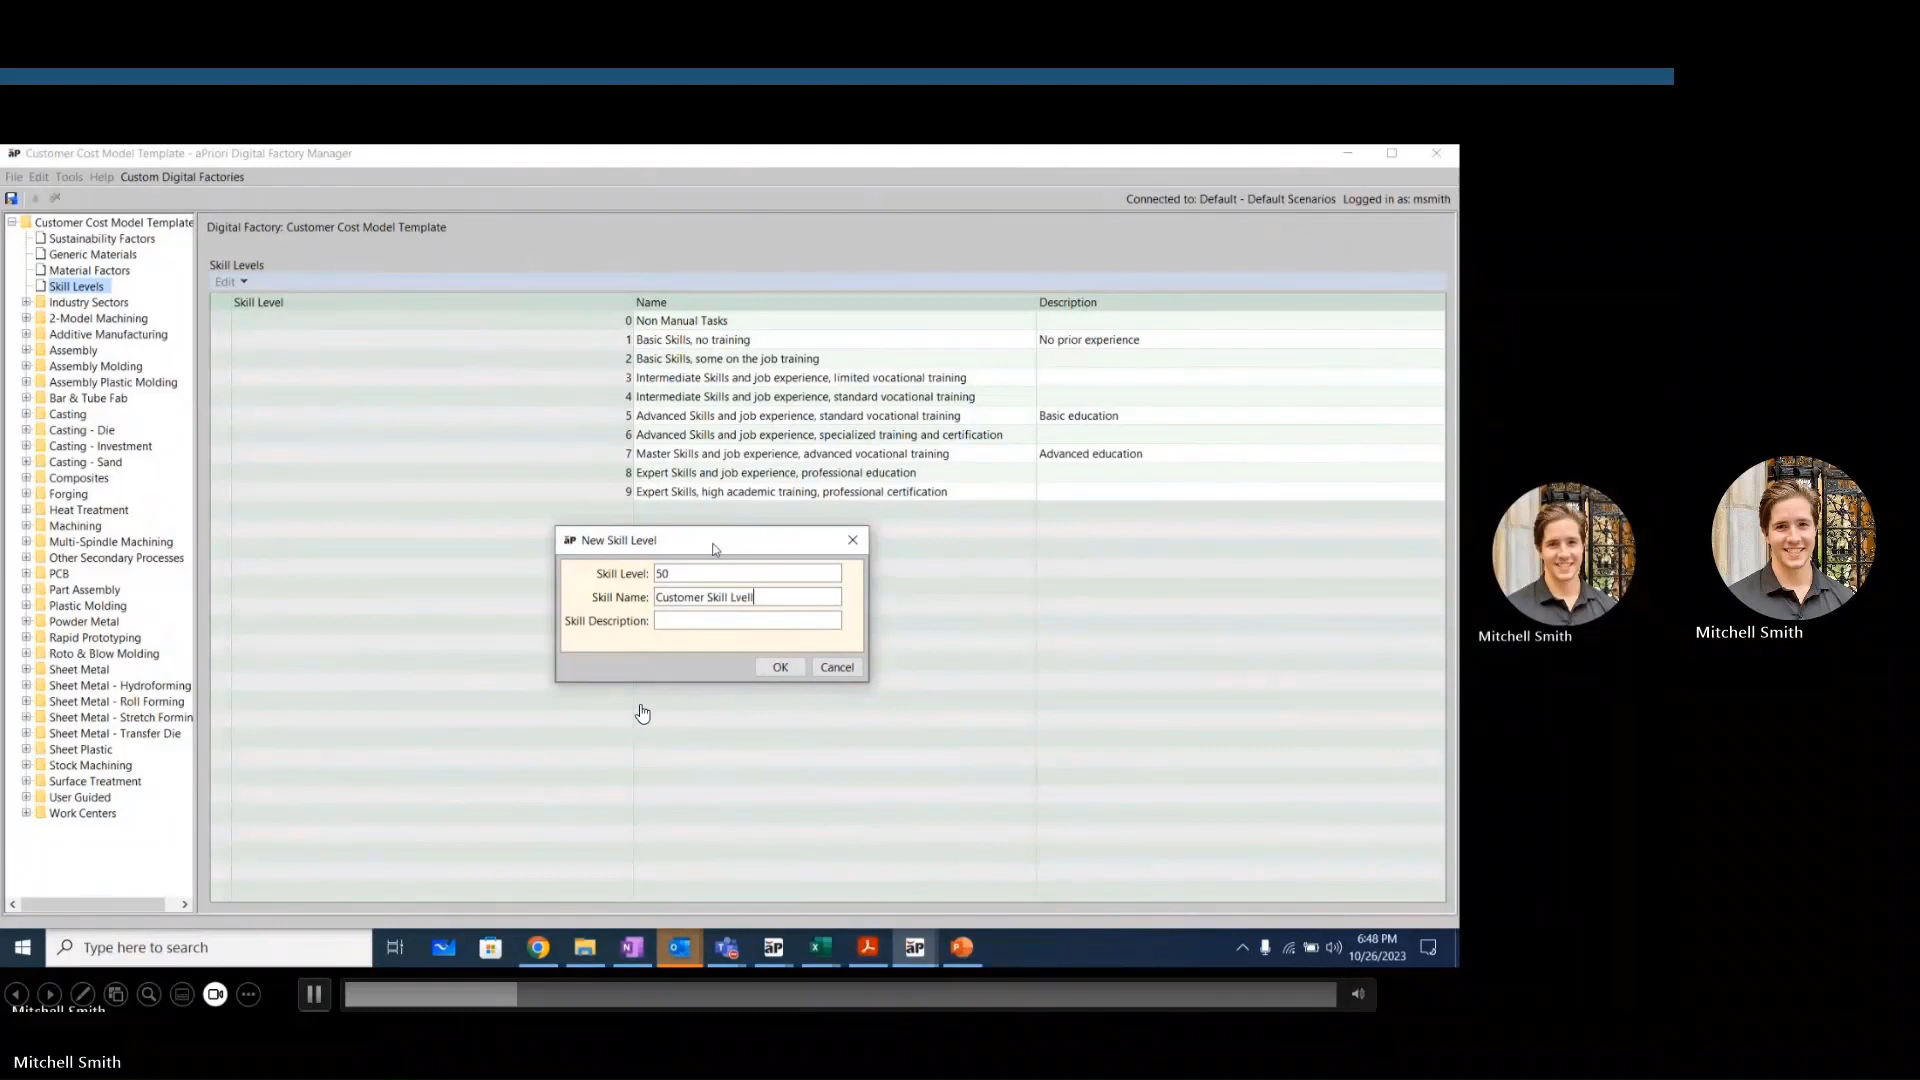 aP Customer Cost Model Template - aPriori Digital Factory Manager
File Edit Tools Help Custom Digital Factories
Connected to: Default - Default Scenarios Logged in as: msmith
Customer Cost Model Template
Sustainability Factors
Generic Materials
Material Factors
Skill Levels
Industry Sectors
2-Model Machining
Additive Manufacturing
Assembly
Assembly Molding
Assembly Plastic Molding
Bar & Tube Fab
Casting
Casting - Die
Casting - Investment
Casting - Sand
Composites
Forging
Heat Treatment
Machining
Multi-Spindle Machining
Other Secondary Processes
PCB
Part Assembly
Plastic Molding
Powder Metal
Rapid Prototyping
Roto & Blow Molding
Sheet Metal
Sheet Metal - Hydroforming
Sheet Metal - Roll Forming
Sheet Metal - Stretch Formin
Sheet Metal - Transfer Die
Sheet Plastic
Stock Machining
Surface Treatment
User Guided
Work Centers
Digital Factory: Customer Cost Model Template
Skill Levels
Edit
Skill Level Name Description
0 Non Manual Tasks
1 Basic Skills, no training No prior experience
2 Basic Skills, some on the job training
3 Intermediate Skills and job experience, limited vocational training
4 Intermediate Skills and job experience, standard vocational training
5 Advanced Skills and job experience, standard vocational training Basic education
6 Advanced Skills and job experience, specialized training and certification
7 Master Skills and job experience, advanced vocational training Advanced education
8 Expert Skills and job experience, professional education
9 Expert Skills, high academic training, professional certification
aP New Skill Level
Skill Level: 50
Skill Name: Customer Skill Lvell
Skill Description:
OK Cancel
Mitchell Smith
Mitchell Smith
Type here to search
aP
aP
6:48 PM
10/26/2023
Mitchell Smith
Mitchell Smith